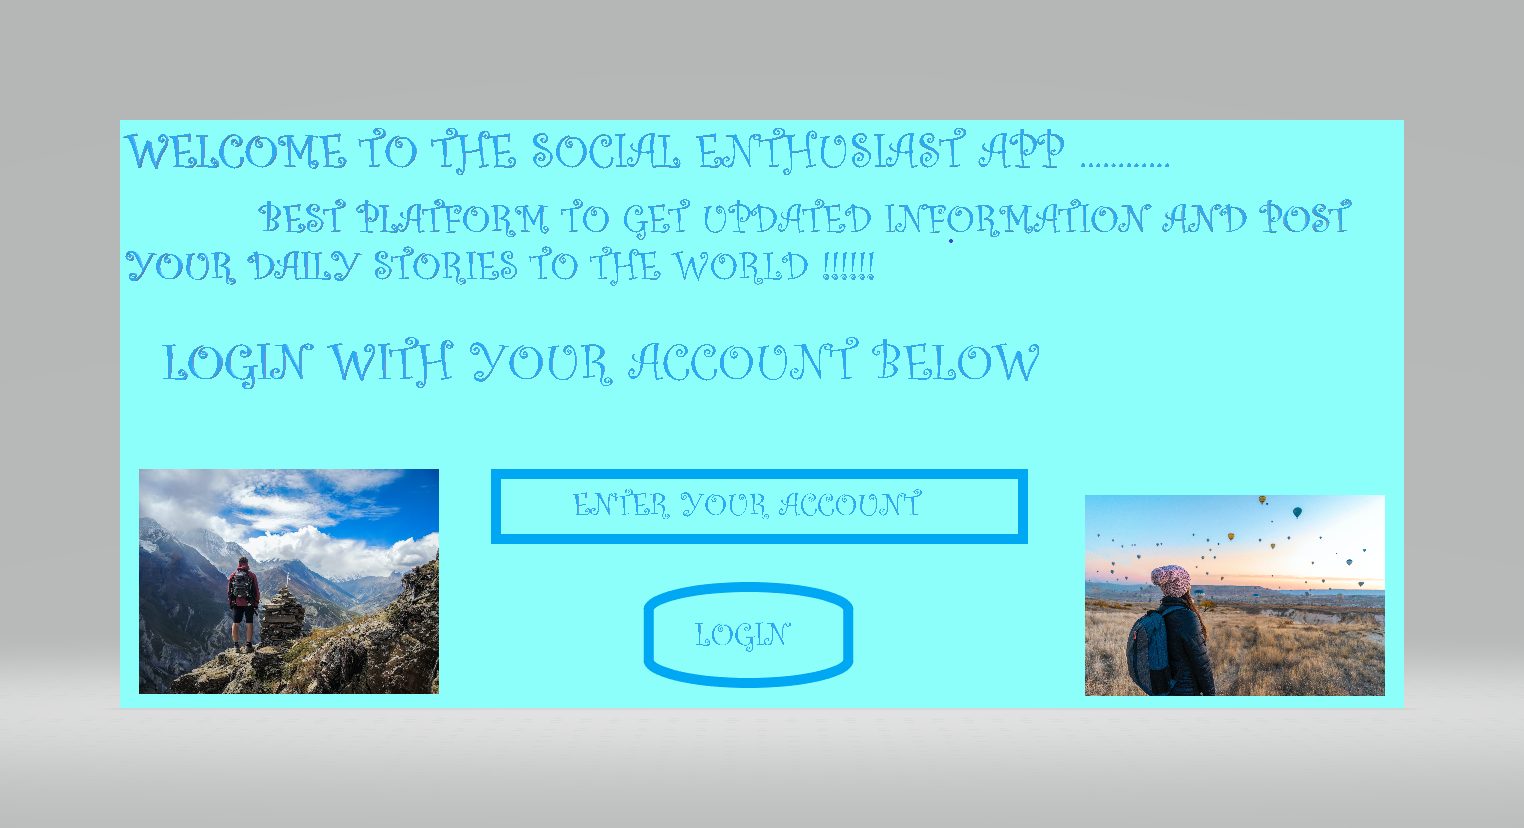 WELCOME TO THE SOCIAL ENTHUSIAST APP ............
BEST PLATFORM TO GET UPDATED INFORMATION AND POST
YOUR DAILY STORIES TO THE WORLD !!!!!!
LOGIN WITH YOUR ACCOUNT BELOW
ENTER YOUR ACCOUNT
LOGIN